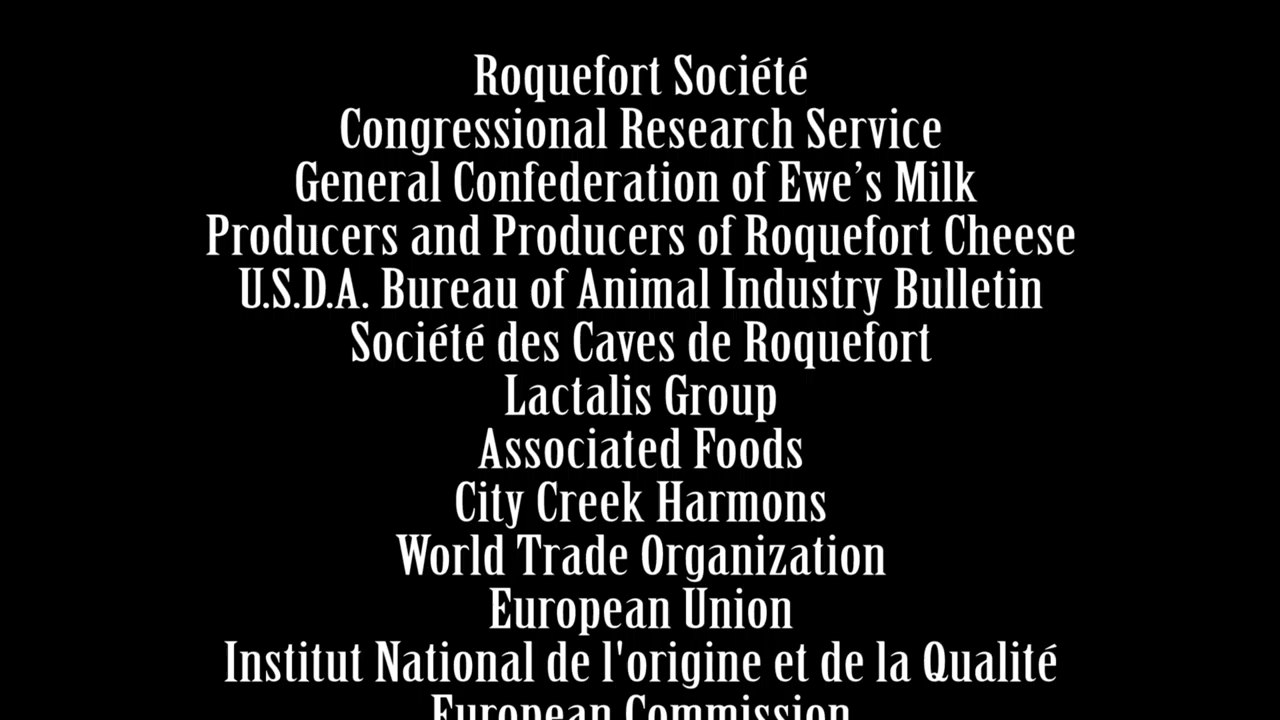 Roquefort Société
Congressional Research Service
General Confederation of Ewe’s Milk
Producers and Producers of Roquefort Cheese
U.S.D.A. Bureau of Animal Industry Bulletin
Société des Caves de Roquefort
Lactalis Group
Associated Foods
City Creek Harmons
World Trade Organization
European Union
Institut National de l'origine et de la Qualité
European Commission